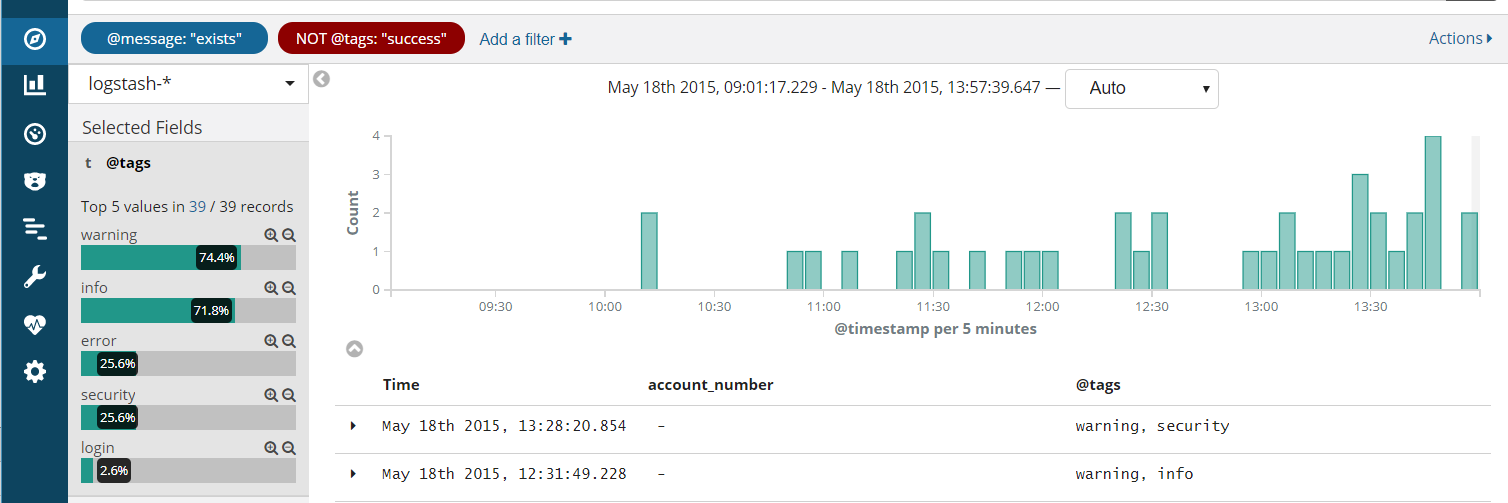 @message: "exists" NOT @tags: "success" Add a filter Actions
logstash-*
May 18th 2015, 09:01:17.229 - May 18th 2015, 13:57:39.647 — Auto
Selected Fields
t @tags
Top 5 values in 39 / 39 records
warning
74.4%
info
71.8%
error
25.6%
security
25.6%
login
2.6%
Count
4
3
2
1
0
09:30 10:00 10:30 11:00 11:30 12:00 12:30 13:00 13:30
@timestamp per 5 minutes
Time account_number @tags
May 18th 2015, 13:28:20.854 - warning, security
May 18th 2015, 12:31:49.228 - warning, info